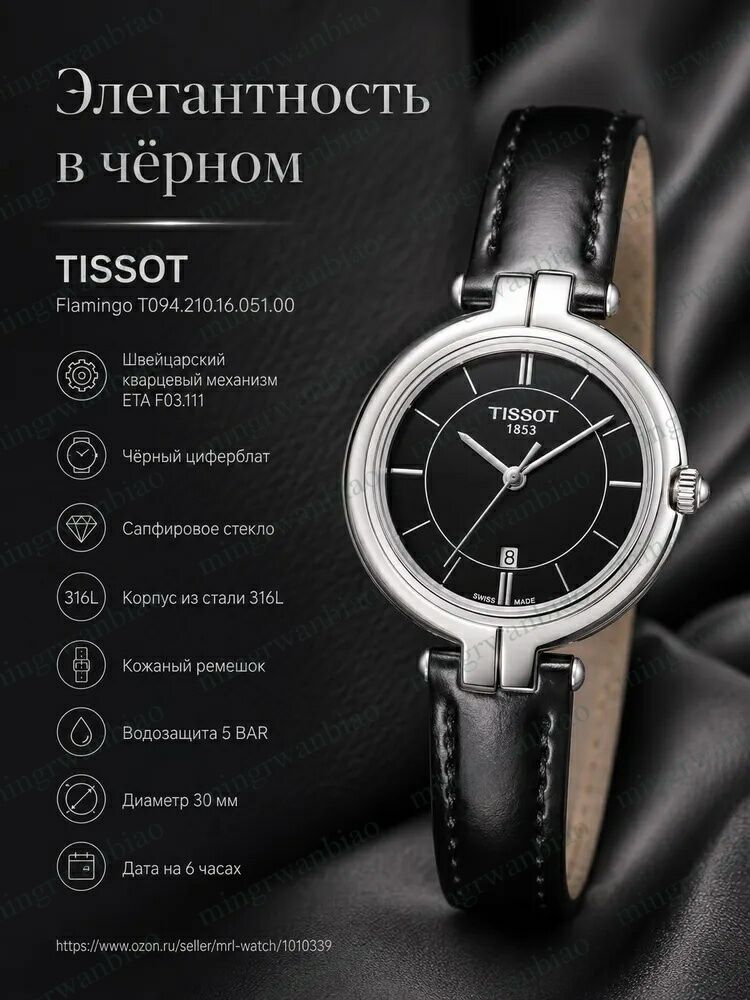 Элегантность
в чёрном
TISSOT
Flamingo T094.210.16.051.00
Швейцарский
кварцевый механизм
ETA F03.111
Чёрный циферблат
Сапфировое стекло
316L
Корпус из стали 316L
Кожаный ремешок
Водозащита 5 BAR
Диаметр 30 мм
Дата на 6 часах
https://www.ozon.ru/seller/mrl-watch/1010339
TISSOT
1853
8
SWISS MADE
mingrwanbiao